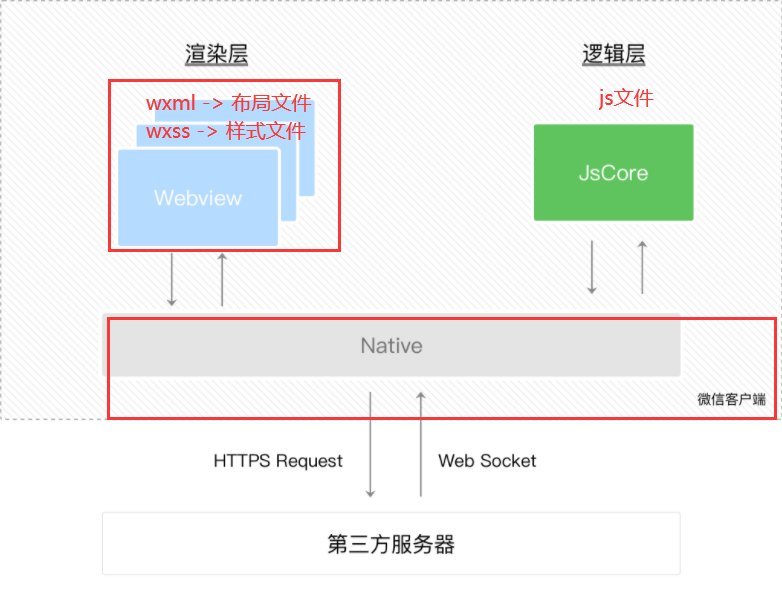 渲染层
逻辑层
wxml -> 布局文件
wxss -> 样式文件
js文件
Webview
JsCore
Native
微信客户端
HTTPS Request
Web Socket
第三方服务器